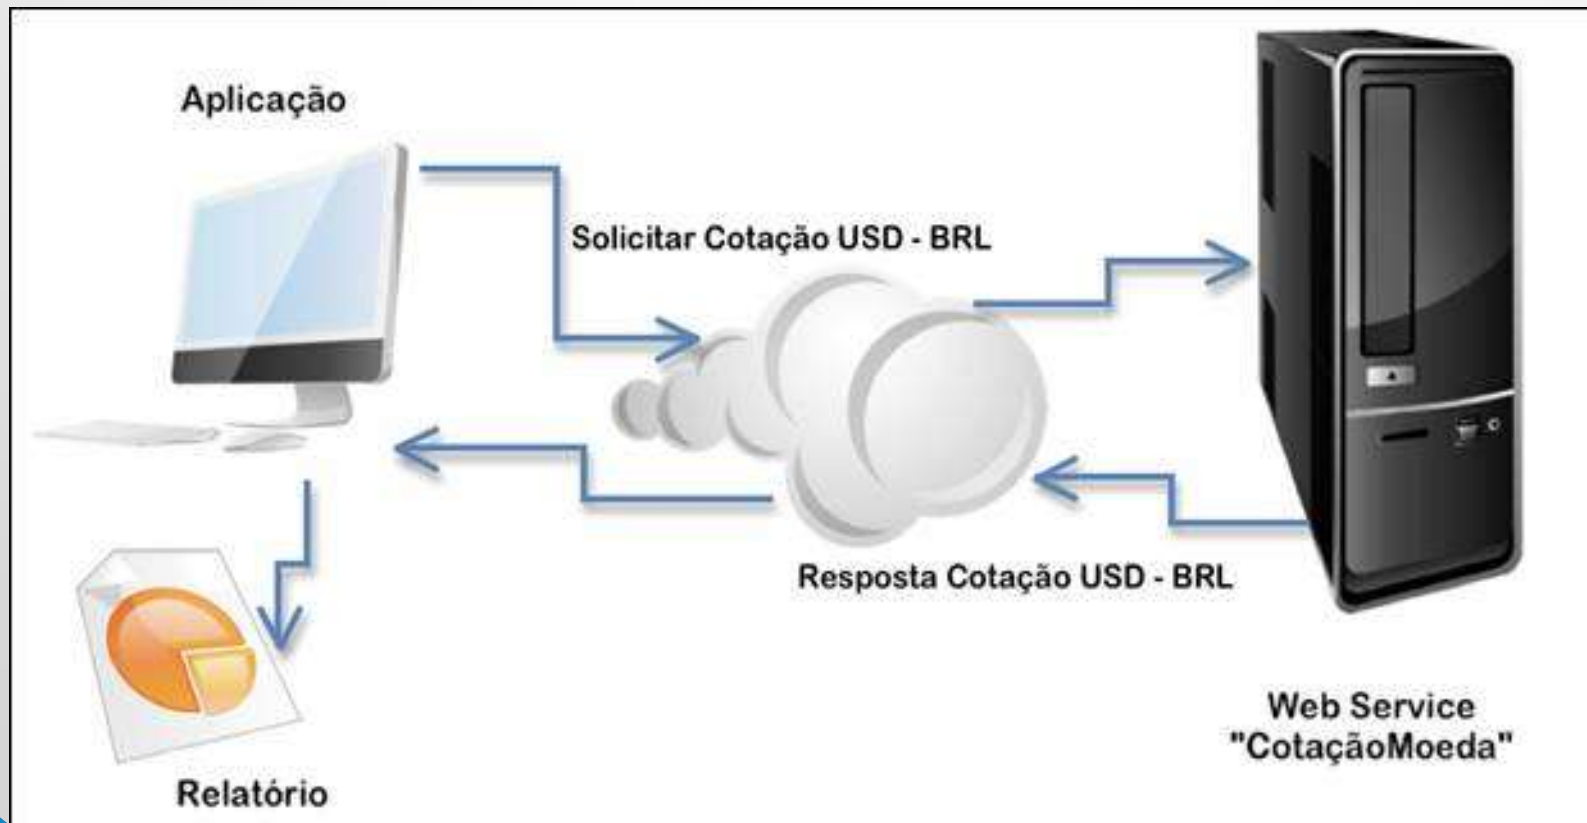 Aplicação
Solicitar Cotação USD - BRL
Resposta Cotação USD - BRL
Web Service
"CotaçãoMoeda"
Relatório